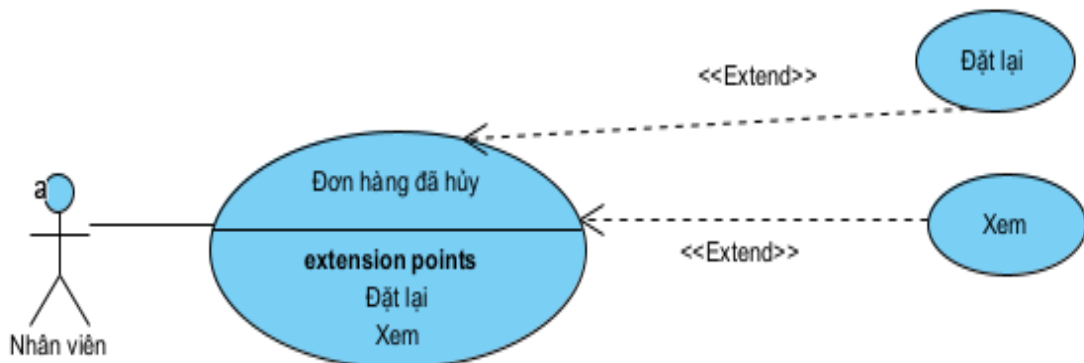 Đặt lại
<<Extend>>
Đơn hàng đã hủy
a
Xem
<<Extend>>
extension points
Đặt lại
Xem
Nhân viên